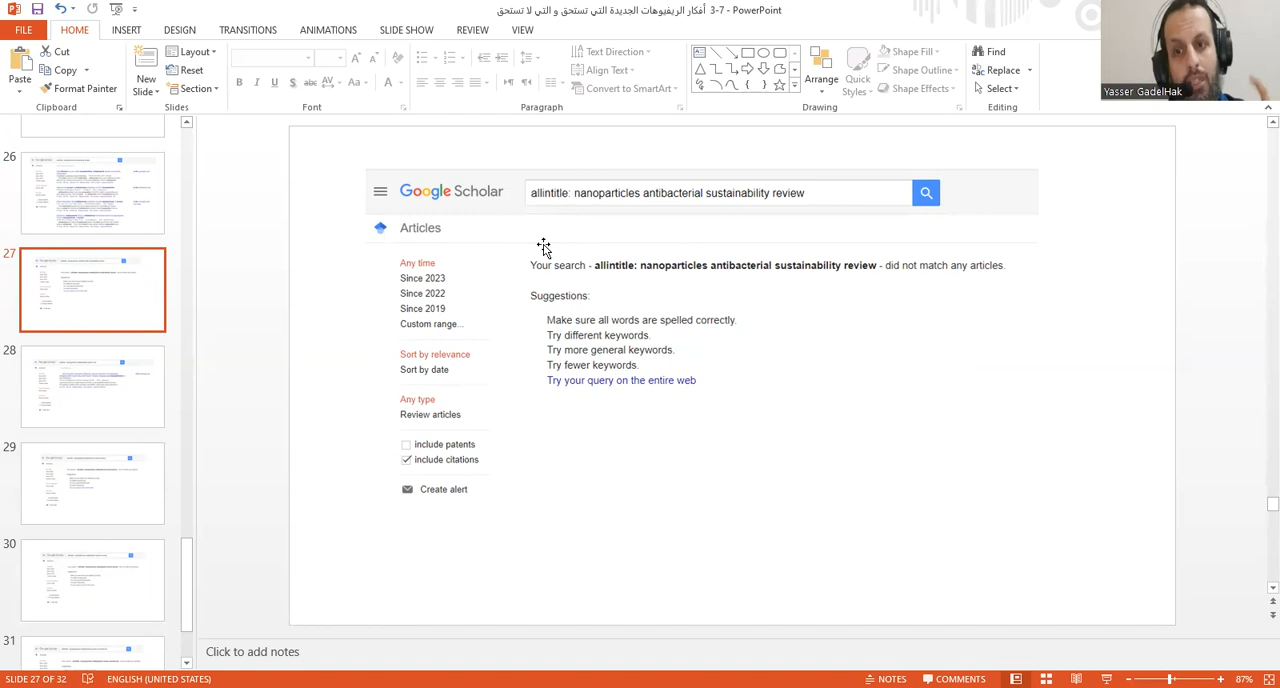 3-7 أفكار الريفيوهات الجديدة التي تستحق و التي لا تستحق - PowerPoint
FILE HOME INSERT DESIGN TRANSITIONS ANIMATIONS SLIDE SHOW REVIEW VIEW
Paste
Cut
Copy
Format Painter
Clipboard
New Slide
Layout
Reset
Section
Slides
B I U S abc AV Aa A
Font
Text Direction
Align Text
Convert to SmartArt
Paragraph
Arrange
Quick Styles
Shape Fill
Shape Outline
Shape Effects
Drawing
Find
Replace
Select
Editing
Yasser GadelHak
26
27
28
29
30
31
Google Scholar
title: nanoparticles antibacterial
Articles
Any time
Since 2023
Since 2022
Since 2019
Custom range...
Sort by relevance
Sort by date
Any type
Review articles
include patents
include citations
Create alert
Your search - allintitle: nanoparticles antibacterial sustainability review - did not match any articles.
Suggestions:
Make sure all words are spelled correctly.
Try different keywords.
Try more general keywords.
Try fewer keywords.
Try your query on the entire web
Click to add notes
SLIDE 27 OF 32 ENGLISH (UNITED STATES) NOTES COMMENTS 87%